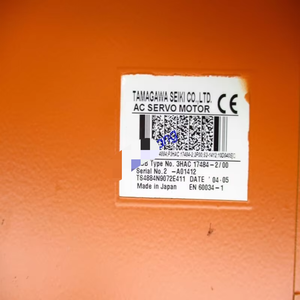 TAMAGAWA SEIKI CO.,LTD.
AC SERVO MOTOR
CE
Type No. 3HAC 17484-2/00
Serial No.2 -A01412
TS4884N9072E411 DATE '04-05
Made in Japan EN 60034-1